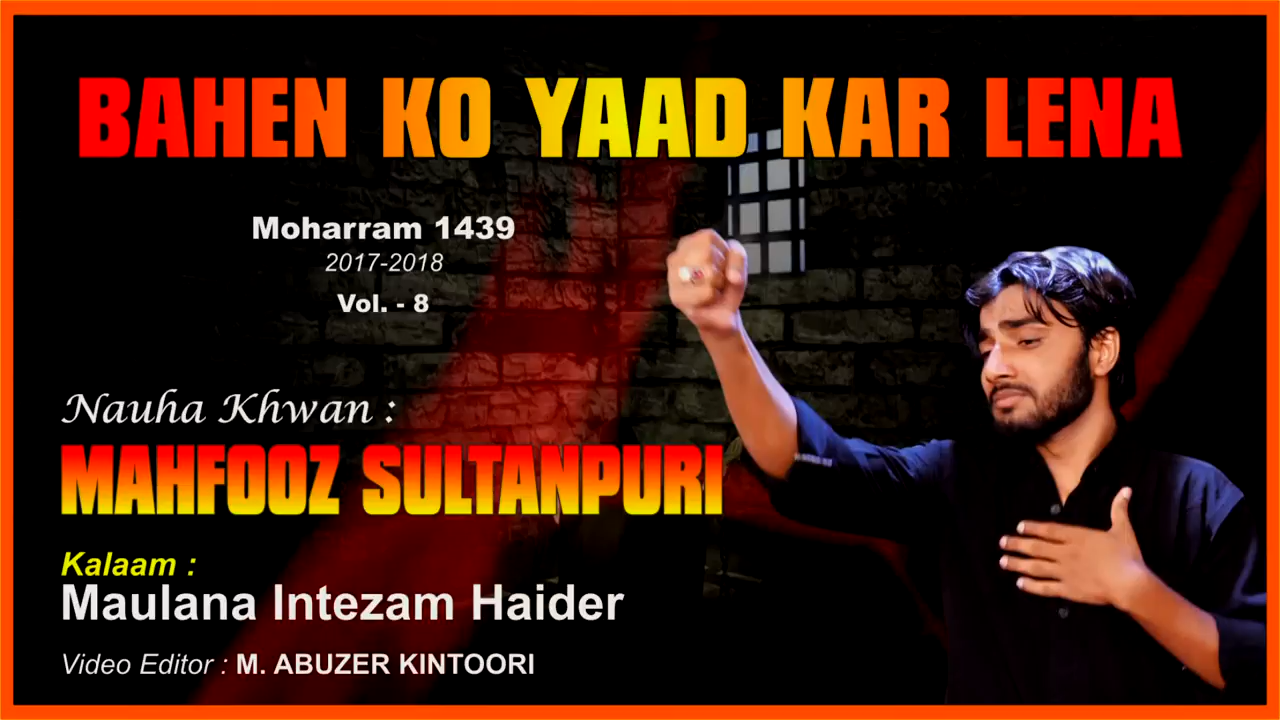 BAHEN KO YAAD KAR LENA
Moharram 1439
2017-2018
Vol. - 8
Nauha Khwan :
MAHFOOZ SULTANPURI
Kalaam :
Maulana Intezam Haider
Video Editor : M. ABUZER KINTOORI